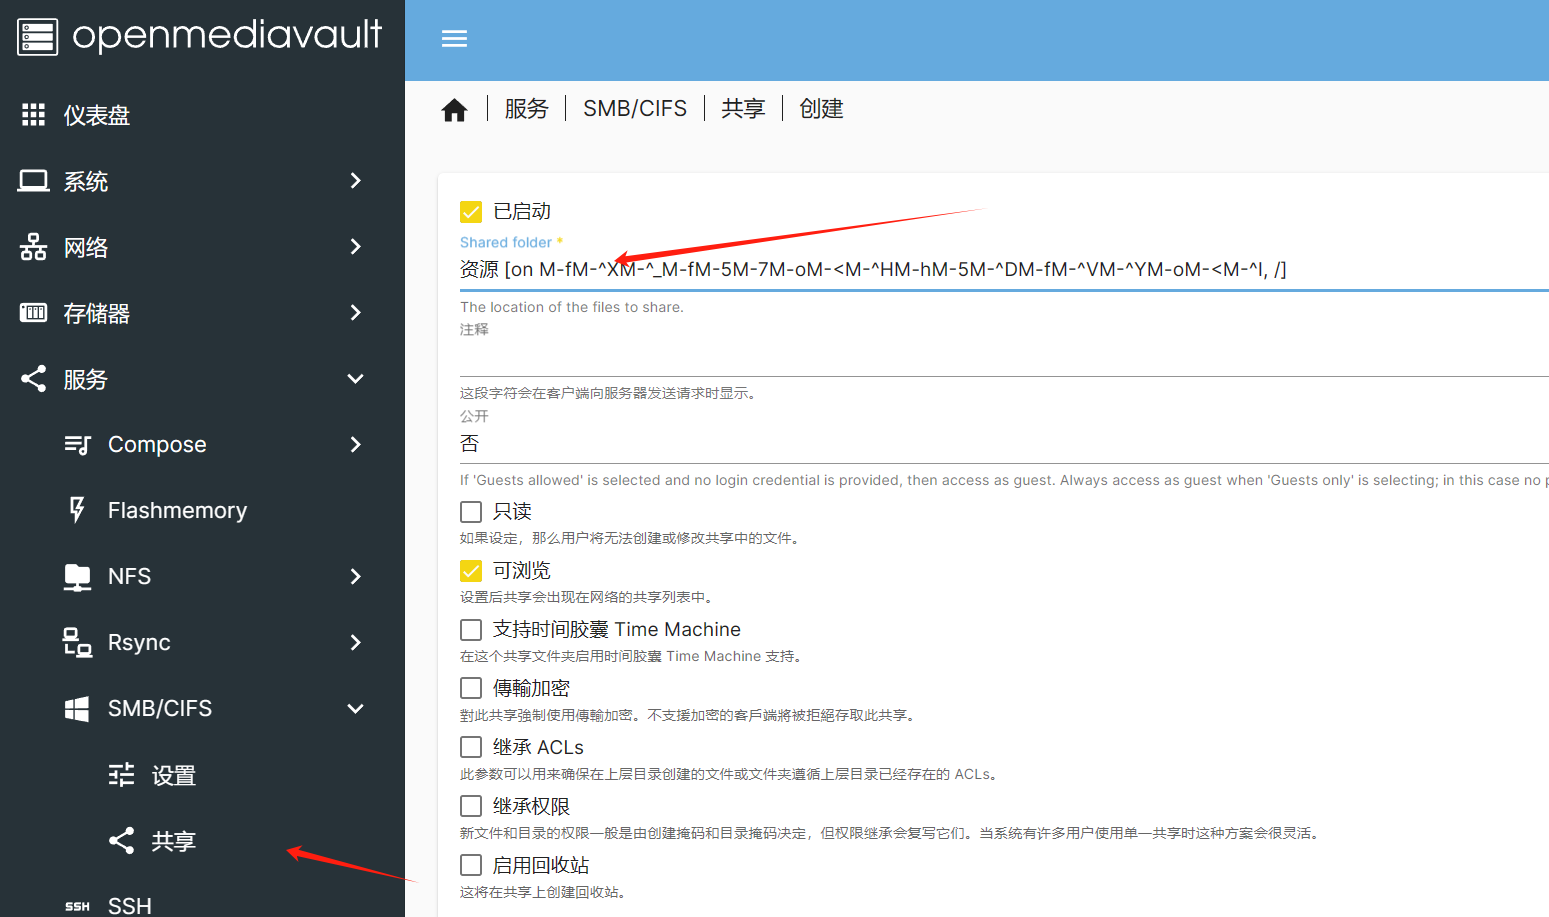 openmediavault
仪表盘
系统
网络
存储器
服务
Compose
Flashmemory
NFS
Rsync
SMB/CIFS
设置
共享
SSH SSH
服务 SMB/CIFS 共享 创建
已启动
Shared folder *
资源 [on M-fM-^XM-^_M-fM-5M-7M-oM-<M-^HM-hM-5M-^DM-fM-^VM-^YM-oM-<M-^I, /]
The location of the files to share.
注释
这段字符会在客户端向服务器发送请求时显示。
公开
否
If 'Guests allowed' is selected and no login credential is provided, then access as guest. Always access as guest when 'Guests only' is selecting; in this case no
只读
如果设定，那么用户将无法创建或修改共享中的文件。
可浏览
设置后共享会出现在网络的共享列表中。
支持时间胶囊 Time Machine
在这个共享文件夹启用时间胶囊 Time Machine 支持。
傳輸加密
對此共享強制使用傳輸加密。不支援加密的客戶端將被拒絕存取此共享。
继承 ACLs
此参数可以用来确保在上层目录创建的文件或文件夹遵循上层目录已经存在的 ACLs。
继承权限
新文件和目录的权限一般是由创建掩码和目录掩码决定，但权限继承会复写它们。当系统有许多用户使用单一共享时这种方案会很灵活。
启用回收站
这将在共享上创建回收站。